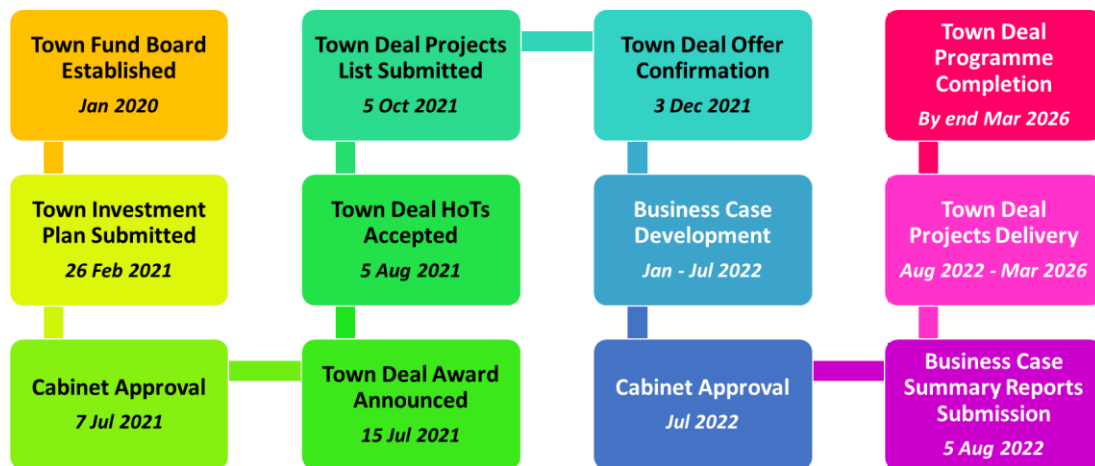 Town Fund Board
Established
Jan 2020
Town Investment
Plan Submitted
26 Feb 2021
Cabinet Approval
7 Jul 2021
Town Deal Award
Announced
15 Jul 2021
Town Deal HoTs
Accepted
5 Aug 2021
Town Deal Projects
List Submitted
5 Oct 2021
Town Deal Offer
Confirmation
3 Dec 2021
Business Case
Development
Jan - Jul 2022
Cabinet Approval
Jul 2022
Business Case
Summary Reports
Submission
5 Aug 2022
Town Deal
Projects Delivery
Aug 2022 - Mar 2026
Town Deal
Programme
Completion
By end Mar 2026